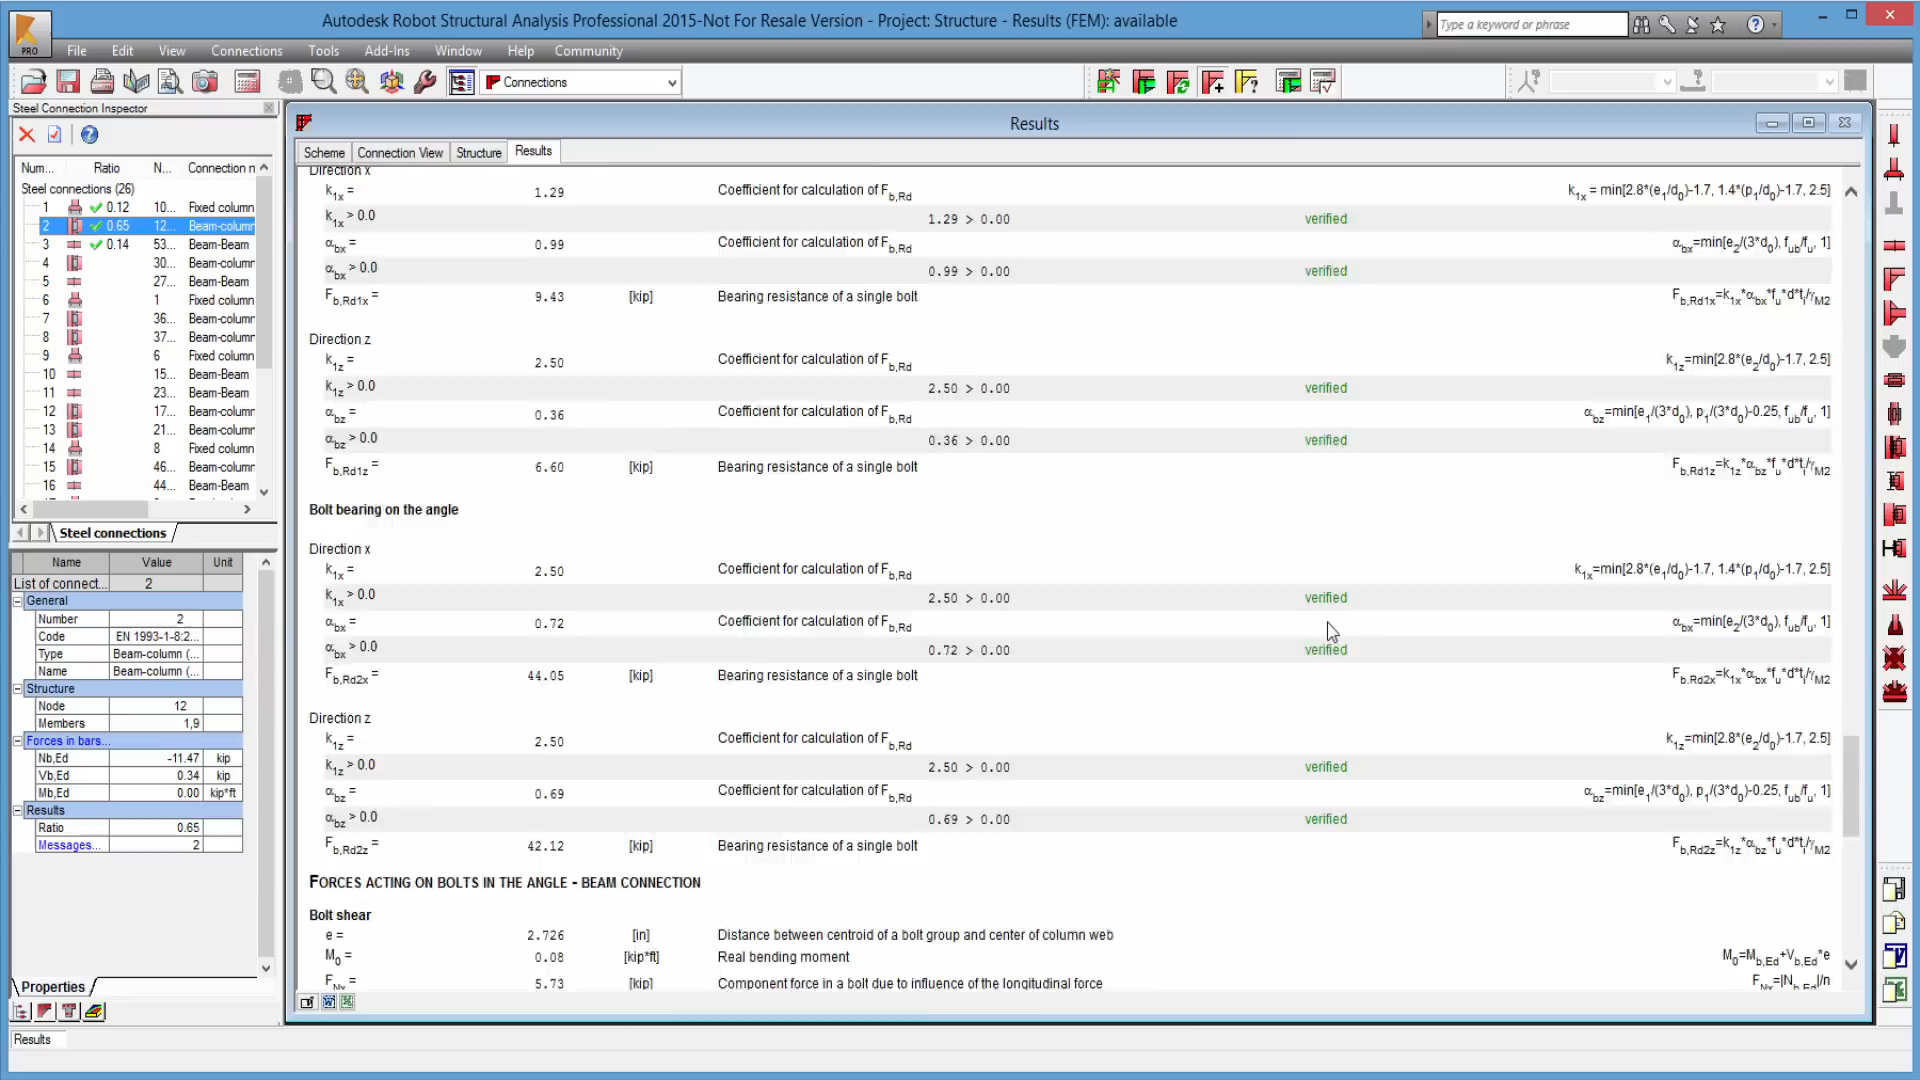 Autodesk Robot Structural Analysis Professional 2015-Not For Resale Version - Project: Structure - Results (FEM): available
Type a keyword or phrase
PRO
File Edit View Connections Tools Add-Ins Window Help Community
Connections
Steel Connection Inspector
Num... Ratio N... Connection n
Steel connections (26)
1 0.12 10... Fixed column
2 0.65 12... Beam-column
3 0.14 53... Beam-Beam
4 30... Beam-column
5 27... Beam-Beam
6 1 Fixed column
7 36... Beam-column
8 37... Beam-column
9 6 Fixed column
10 15... Beam-Beam
11 23... Beam-Beam
12 17... Beam-column
13 21... Beam-column
14 8 Fixed column
15 46... Beam-column
16 44... Beam-Beam
Steel connections
Name Value Unit
List of connect... 2
General
Number 2
Code EN 1993-1-8:2...
Type Beam-column (...
Name Beam-column (...
Structure
Node 12
Members 1,9
Forces in bars...
Nb,Ed -11.47 kip
Vb,Ed 0.34 kip
Mb,Ed 0.00 kip*ft
Results
Ratio 0.65
Messages... 2
Properties
Results
Results
Scheme Connection View Structure Results
Direction x
k1x = 1.29 Coefficient for calculation of Fb,Rd k1x = min[2.8*(e1/d0)-1.7, 1.4*(p1/d0)-1.7, 2.5]
k1x > 0.0 1.29 > 0.00 verified
αbx = 0.99 Coefficient for calculation of Fb,Rd αbx=min[e2/(3*d0), fub/fu, 1]
αbx > 0.0 0.99 > 0.00 verified
Fb,Rd1x = 9.43 [kip] Bearing resistance of a single bolt Fb,Rd1x=k1x*αbx*fu*d*ti/γM2
Direction z
k1z = 2.50 Coefficient for calculation of Fb,Rd k1z=min[2.8*(e2/d0)-1.7, 2.5]
k1z > 0.0 2.50 > 0.00 verified
αbz = 0.36 Coefficient for calculation of Fb,Rd αbz=min[e1/(3*d0), p1/(3*d0)-0.25, fub/fu, 1]
αbz > 0.0 0.36 > 0.00 verified
Fb,Rd1z = 6.60 [kip] Bearing resistance of a single bolt Fb,Rd1z=k1z*αbz*fu*d*ti/γM2
Bolt bearing on the angle
Direction x
k1x = 2.50 Coefficient for calculation of Fb,Rd k1x=min[2.8*(e1/d0)-1.7, 1.4*(p1/d0)-1.7, 2.5]
k1x > 0.0 2.50 > 0.00 verified
αbx = 0.72 Coefficient for calculation of Fb,Rd αbx=min[e2/(3*d0), fub/fu, 1]
αbx > 0.0 0.72 > 0.00 verified
Fb,Rd2x = 44.05 [kip] Bearing resistance of a single bolt Fb,Rd2x=k1x*αbx*fu*d*ti/γM2
Direction z
k1z = 2.50 Coefficient for calculation of Fb,Rd k1z=min[2.8*(e2/d0)-1.7, 2.5]
k1z > 0.0 2.50 > 0.00 verified
αbz = 0.69 Coefficient for calculation of Fb,Rd αbz=min[e1/(3*d0), p1/(3*d0)-0.25, fub/fu, 1]
αbz > 0.0 0.69 > 0.00 verified
Fb,Rd2z = 42.12 [kip] Bearing resistance of a single bolt Fb,Rd2z=k1z*αbz*fu*d*ti/γM2
FORCES ACTING ON BOLTS IN THE ANGLE - BEAM CONNECTION
Bolt shear
e = 2.726 [in] Distance between centroid of a bolt group and center of column web
M0 = 0.08 [kip*ft] Real bending moment M0=Mb,Ed+Vb,Ed*e
FNx = 5.73 [kip] Component force in a bolt due to influence of the longitudinal force FNx=|Nb,Ed|/n